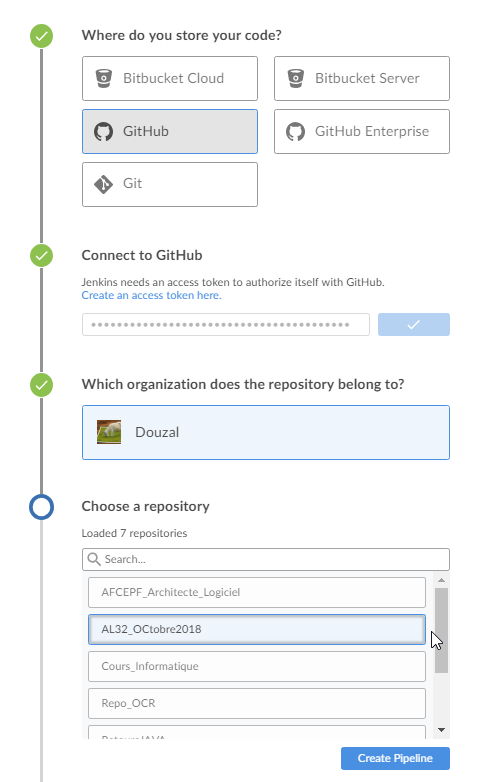 Where do you store your code?
Bitbucket Cloud
Bitbucket Server
GitHub
GitHub Enterprise
Git
Connect to GitHub
Jenkins needs an access token to authorize itself with GitHub.
Create an access token here.
Which organization does the repository belong to?
Douzal
Choose a repository
Loaded 7 repositories
Search...
AFCEPF_Architecte_Logiciel
AL32_OCtobre2018
Cours_Informatique
Repo_OCR
Create Pipeline